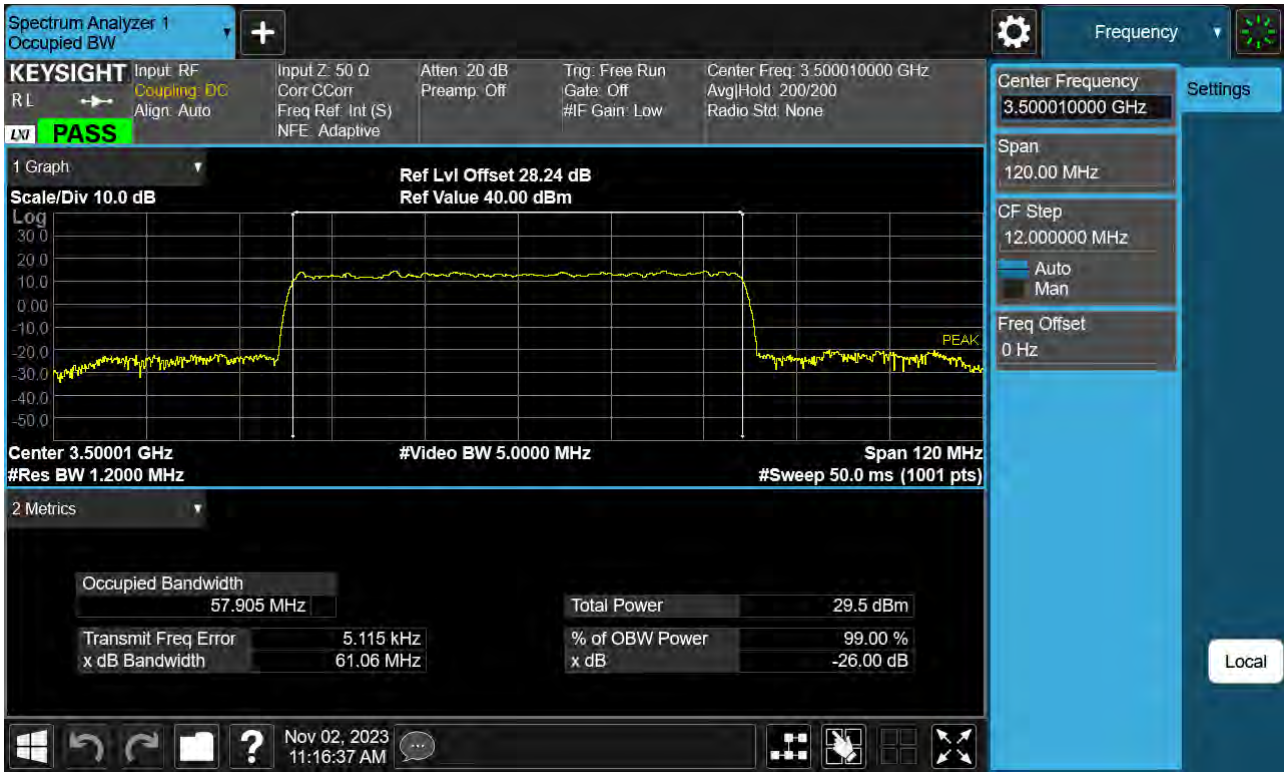 Spectrum Analyzer 1
Occupied BW
+
Frequency
KEYSIGHT
RL
LXI PASS
Input: RF
Coupling: DC
Align: Auto
Input Z: 50 Ω
Corr CCorr
Freq Ref: Int (S)
NFE: Adaptive
Atten: 20 dB
Preamp: Off
Trig: Free Run
Gate: Off
#IF Gain: Low
Center Freq: 3.500010000 GHz
Avg|Hold: 200/200
Radio Std: None
Center Frequency
3.500010000 GHz
Settings
Span
120.00 MHz
CF Step
12.000000 MHz
Auto
Man
Freq Offset
0 Hz
Local
1 Graph
Scale/Div 10.0 dB
Ref Lvl Offset 28.24 dB
Ref Value 40.00 dBm
Log
30.0
20.0
10.0
0.00
-10.0
-20.0
-30.0
-40.0
-50.0
PEAK
Center 3.50001 GHz
#Video BW 5.0000 MHz
Span 120 MHz
#Res BW 1.2000 MHz
#Sweep 50.0 ms (1001 pts)
2 Metrics
Occupied Bandwidth
57.905 MHz
Total Power 29.5 dBm
Transmit Freq Error 5.115 kHz
% of OBW Power 99.00 %
x dB Bandwidth 61.06 MHz
x dB -26.00 dB
?
Nov 02, 2023
11:16:37 AM